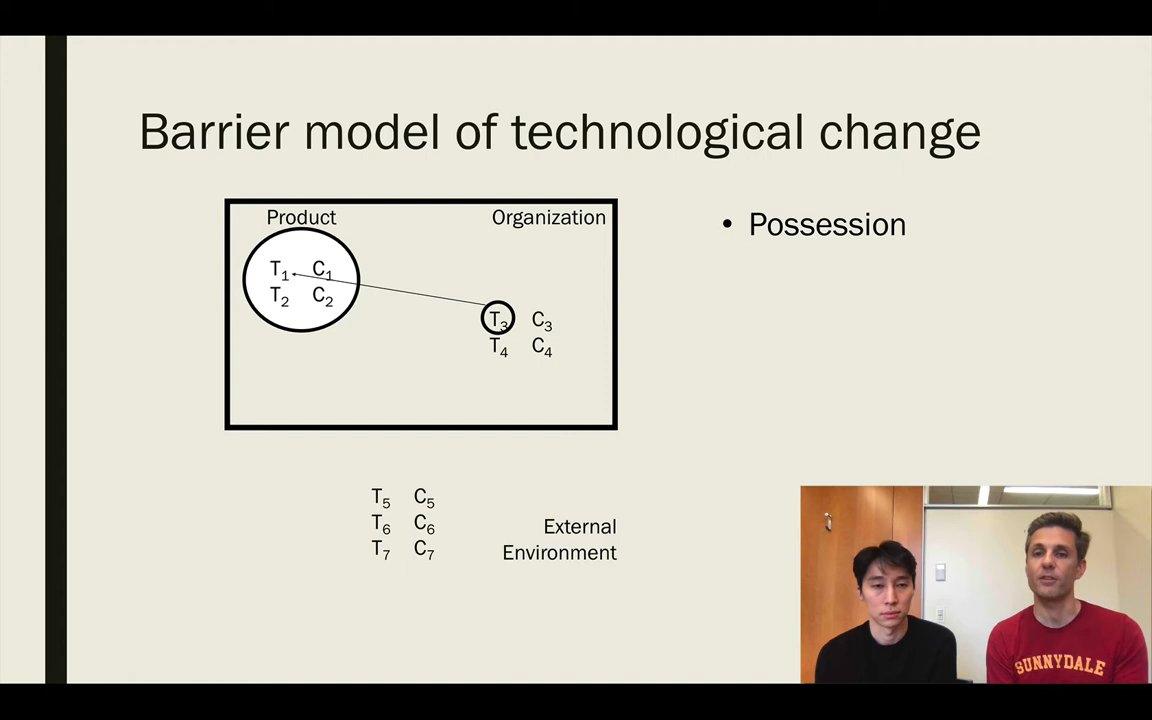 Barrier model of technological change
Product
Organization
T₁ C₁
T₂ C₂
T₃ C₃
T₄ C₄
T₅ C₅
T₆ C₆
T₇ C₇
External
Environment
• Possession
SUNNYDALE